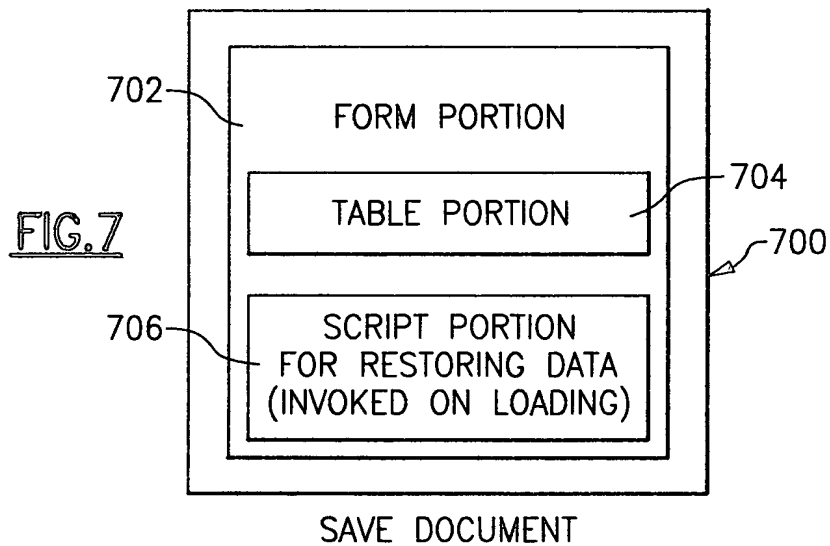 702
FORM PORTION
704
TABLE PORTION
FIG.7
700
706
SCRIPT PORTION
FOR RESTORING DATA
(INVOKED ON LOADING)
SAVE DOCUMENT